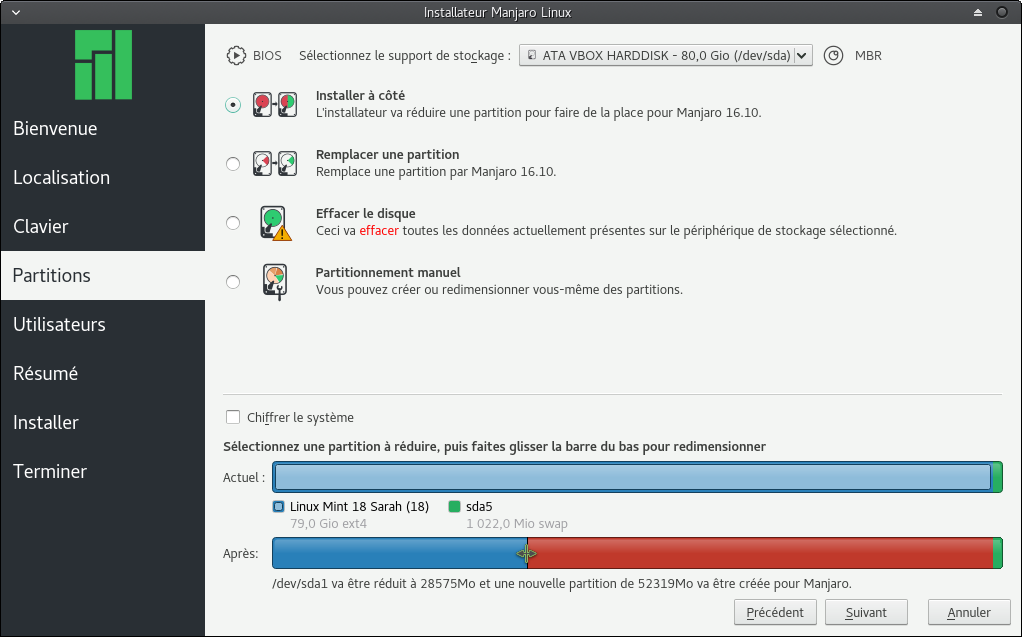 Installateur Manjaro Linux
Bienvenue
Localisation
Clavier
Partitions
Utilisateurs
Résumé
Installer
Terminer
BIOS Sélectionnez le support de stockage : ATA VBOX HARDDISK - 80,0 Gio (/dev/sda) MBR
Installer à côté
L'installateur va réduire une partition pour faire de la place pour Manjaro 16.10.
Remplacer une partition
Remplace une partition par Manjaro 16.10.
Effacer le disque
Ceci va effacer toutes les données actuellement présentes sur le périphérique de stockage sélectionné.
Partitionnement manuel
Vous pouvez créer ou redimensionner vous-même des partitions.
Chiffrer le système
Sélectionnez une partition à réduire, puis faites glisser la barre du bas pour redimensionner
Actuel :
Linux Mint 18 Sarah (18) sda5
79,0 Gio ext4 1 022,0 Mio swap
Après:
/dev/sda1 va être réduit à 28575Mo et une nouvelle partition de 52319Mo va être créée pour Manjaro.
Précédent Suivant Annuler